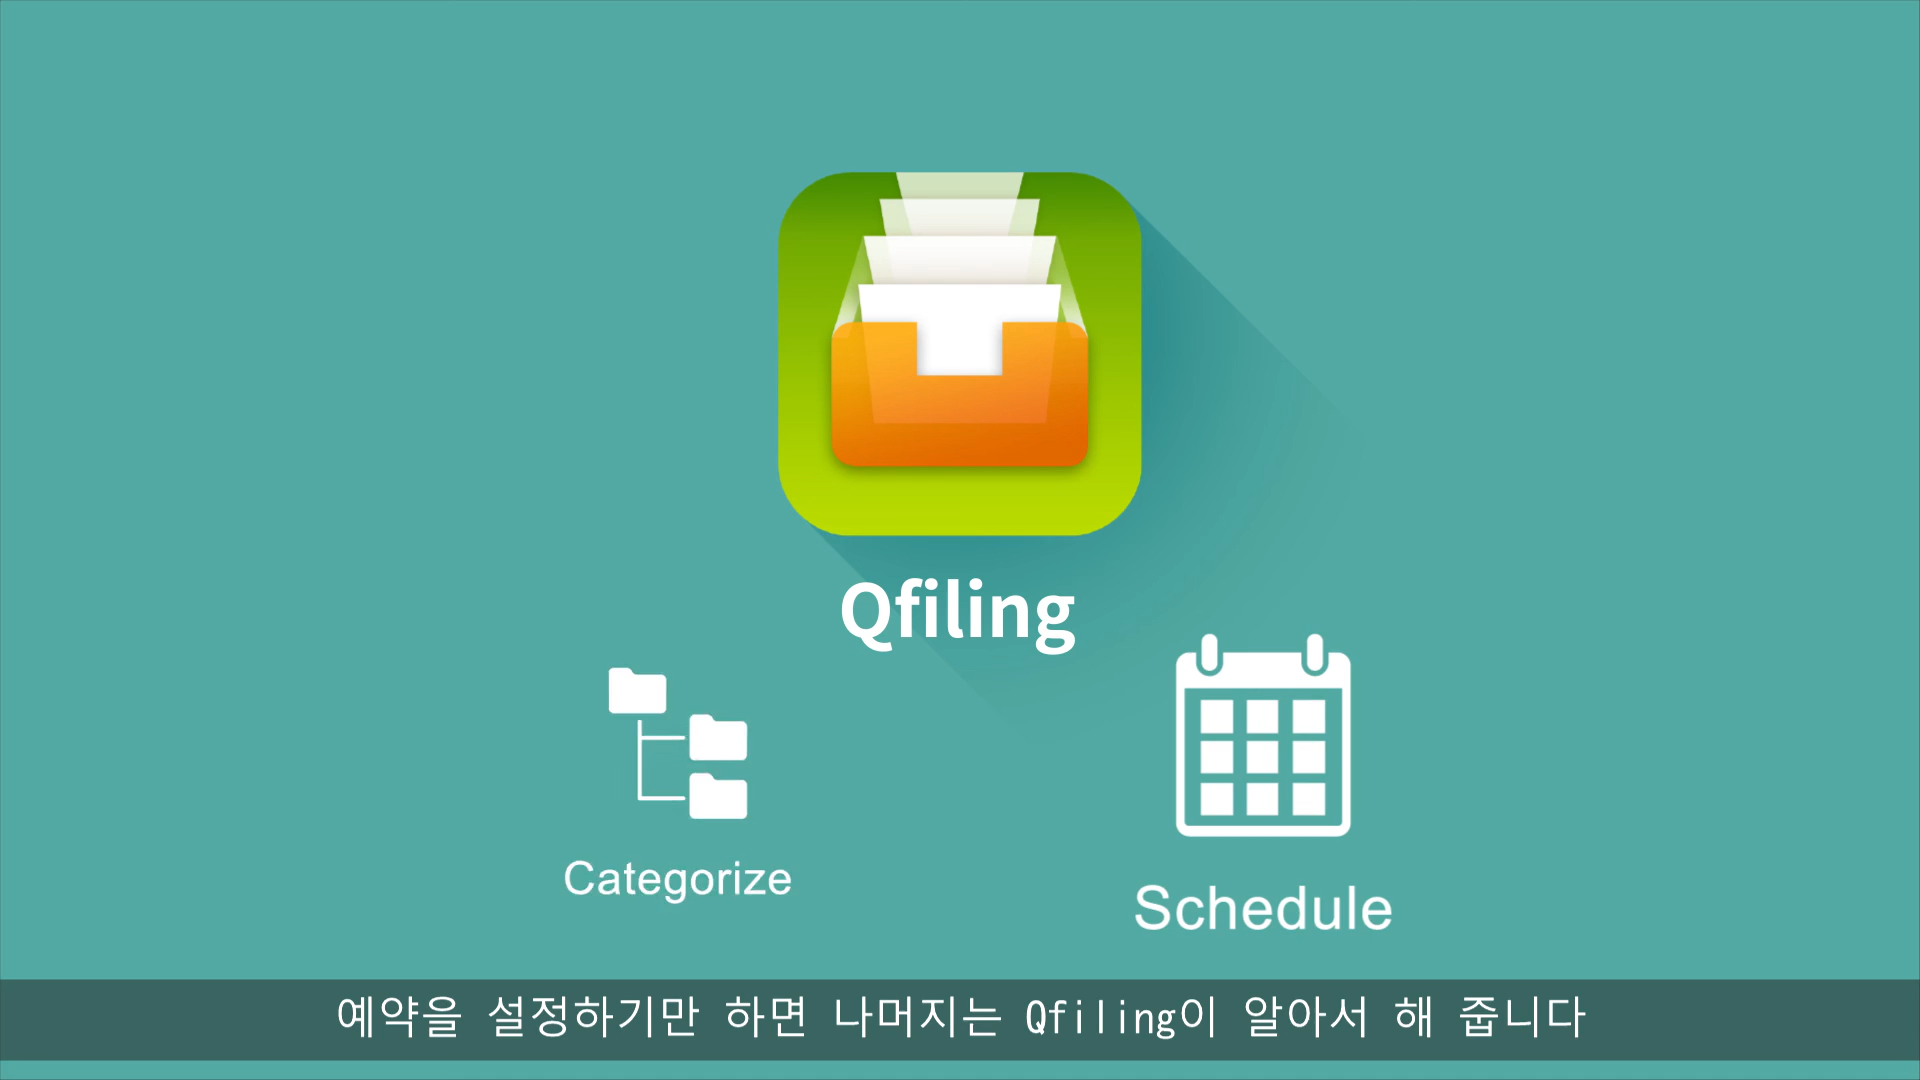 Qfiling
Categorize
Schedule
예약을 설정하기만 하면 나머지는 Qfiling이 알아서 해 줍니다